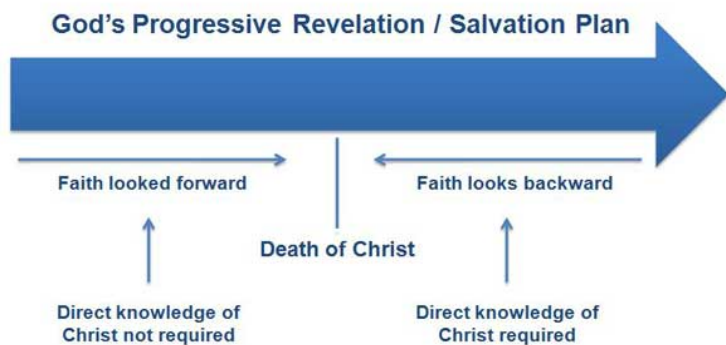 God's Progressive Revelation / Salvation Plan
Faith looked forward
Faith looks backward
Death of Christ
Direct knowledge of
Christ not required
Direct knowledge of
Christ required